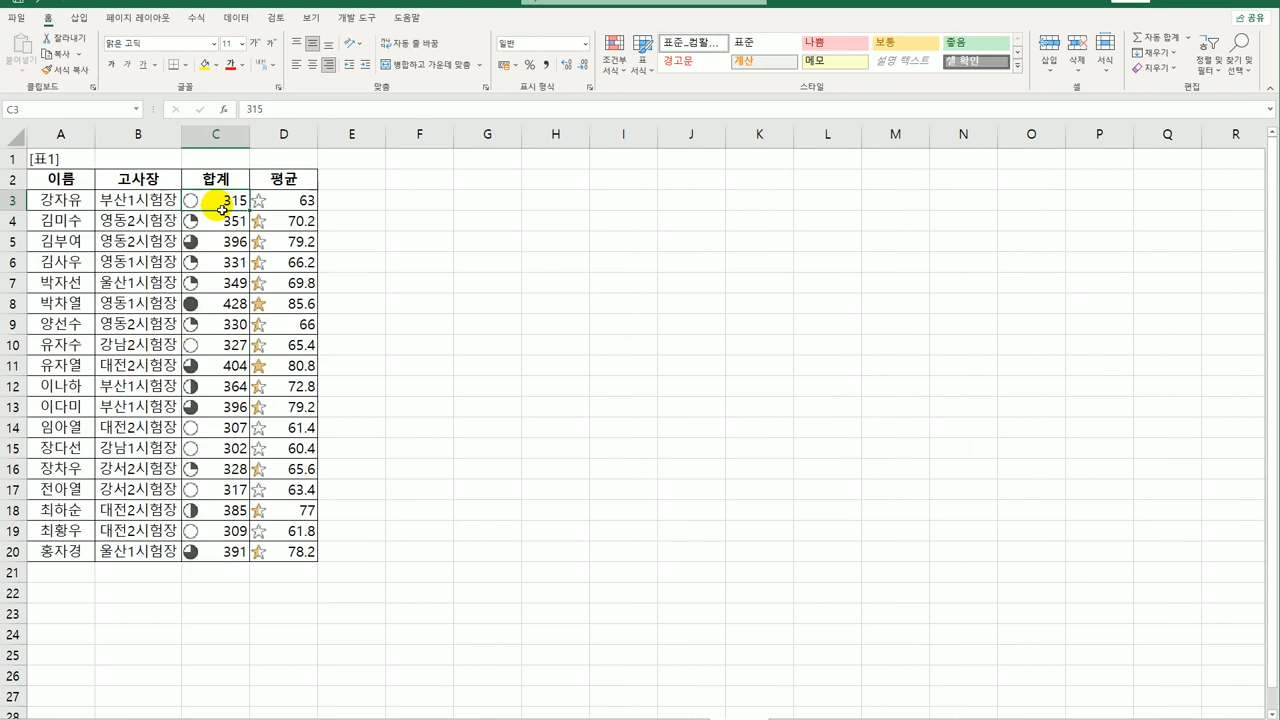 파일 홈 삽입 페이지 레이아웃 수식 데이터 검토 보기 개발 도구 도움말 공유
잘라내기
복사
서식 복사
붙여넣기
맑은 고딕 11
가 가 가
자동 줄 바꿈
병합하고 가운데 맞춤
일반
조건부 서식
표 서식
표준_컴활... 표준 나쁨 보통 좋음
경고문 계산 메모 설명 텍스트 셀 확인
삽입 삭제 서식
자동 합계
채우기
지우기
정렬 및 필터
찾기 및 선택
클립보드 글꼴 맞춤 표시 형식 스타일 셀 편집
C3 fx 315
A B C D E F G H I J K L M N O P Q R
1 [표1]
2 이름 고사장 합계 평균
3 강자유 부산1시험장 315 63
4 김미수 영동2시험장 351 70.2
5 김부여 영동2시험장 396 79.2
6 김사우 영동1시험장 331 66.2
7 박자선 울산1시험장 349 69.8
8 박차열 영동1시험장 428 85.6
9 양선수 영동2시험장 330 66
10 유자수 강남2시험장 327 65.4
11 유자열 대전2시험장 404 80.8
12 이나하 부산1시험장 364 72.8
13 이다미 부산1시험장 396 79.2
14 임아열 대전2시험장 307 61.4
15 장다선 강남1시험장 302 60.4
16 장차우 강서2시험장 328 65.6
17 전아열 강서2시험장 317 63.4
18 최하순 대전2시험장 385 77
19 최황우 대전2시험장 309 61.8
20 홍자경 울산1시험장 391 78.2
21
22
23
24
25
26
27
28